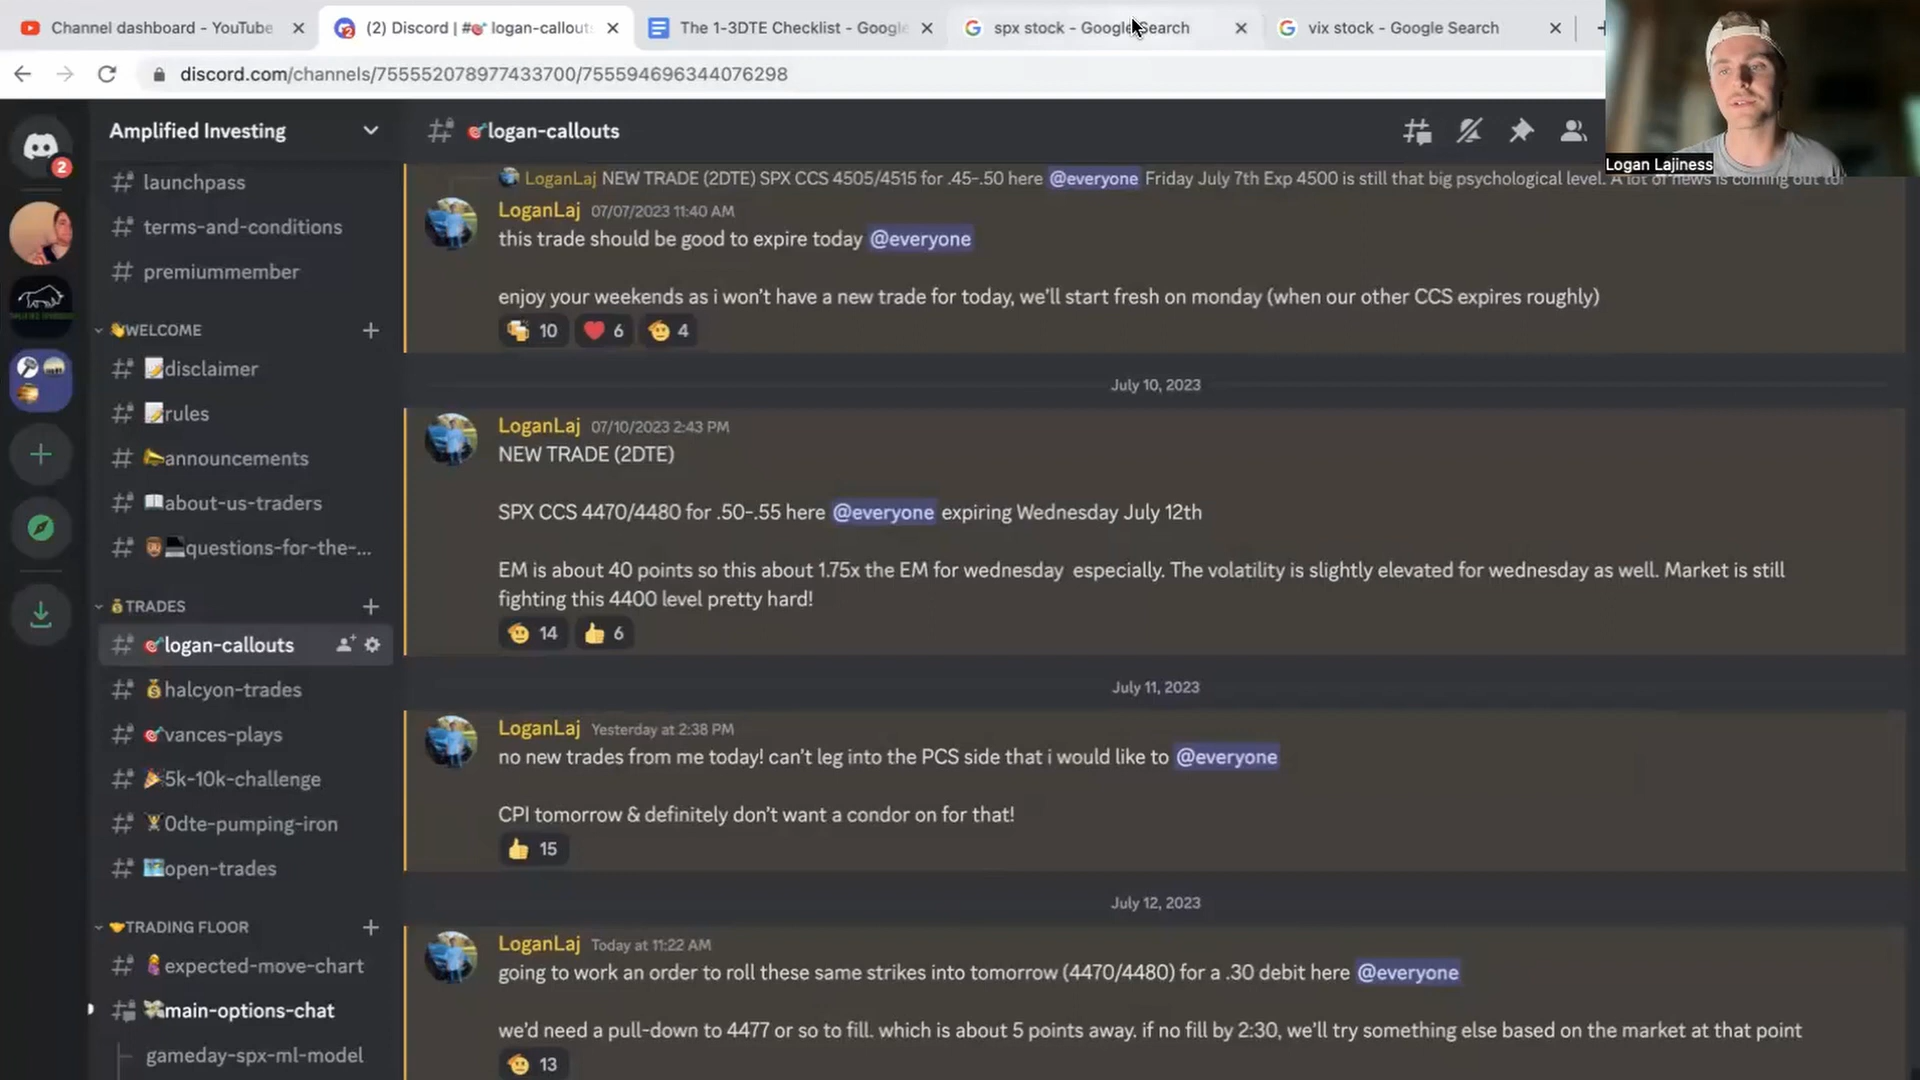 Channel dashboard - YouTube
(2) Discord | #🎯 logan-callouts
The 1-3DTE Checklist - Google
spx stock - Google Search
vix stock - Google Search
discord.com/channels/755552078977433700/755594696344076298
Logan Lajiness
2
Amplified Investing
launchpass
terms-and-conditions
premiummember
👋WELCOME
📝disclaimer
📝rules
📣announcements
📖about-us-traders
questions-for-the-...
💰TRADES
🎯logan-callouts
💰halcyon-trades
🎯vances-plays
🎉5k-10k-challenge
🏋0dte-pumping-iron
🗺open-trades
🤝TRADING FLOOR
expected-move-chart
💸main-options-chat
gameday-spx-ml-model
🎯logan-callouts
LoganLaj NEW TRADE (2DTE) SPX CCS 4505/4515 for .45-.50 here @everyone Friday July 7th Exp 4500 is still that big psychological level. A lot of news is coming out
LoganLaj 07/07/2023 11:40 AM
this trade should be good to expire today @everyone
enjoy your weekends as i won't have a new trade for today, we'll start fresh on monday (when our other CCS expires roughly)
10 ❤️ 6 🫡 4
July 10, 2023
LoganLaj 07/10/2023 2:43 PM
NEW TRADE (2DTE)
SPX CCS 4470/4480 for .50-.55 here @everyone expiring Wednesday July 12th
EM is about 40 points so this about 1.75x the EM for wednesday especially. The volatility is slightly elevated for wednesday as well. Market is still
fighting this 4400 level pretty hard!
🫡 14 👍 6
July 11, 2023
LoganLaj Yesterday at 2:38 PM
no new trades from me today! can't leg into the PCS side that i would like to @everyone
CPI tomorrow & definitely don't want a condor on for that!
👍 15
July 12, 2023
LoganLaj Today at 11:22 AM
going to work an order to roll these same strikes into tomorrow (4470/4480) for a .30 debit here @everyone
we'd need a pull-down to 4477 or so to fill. which is about 5 points away. if no fill by 2:30, we'll try something else based on the market at that point
🫡 13